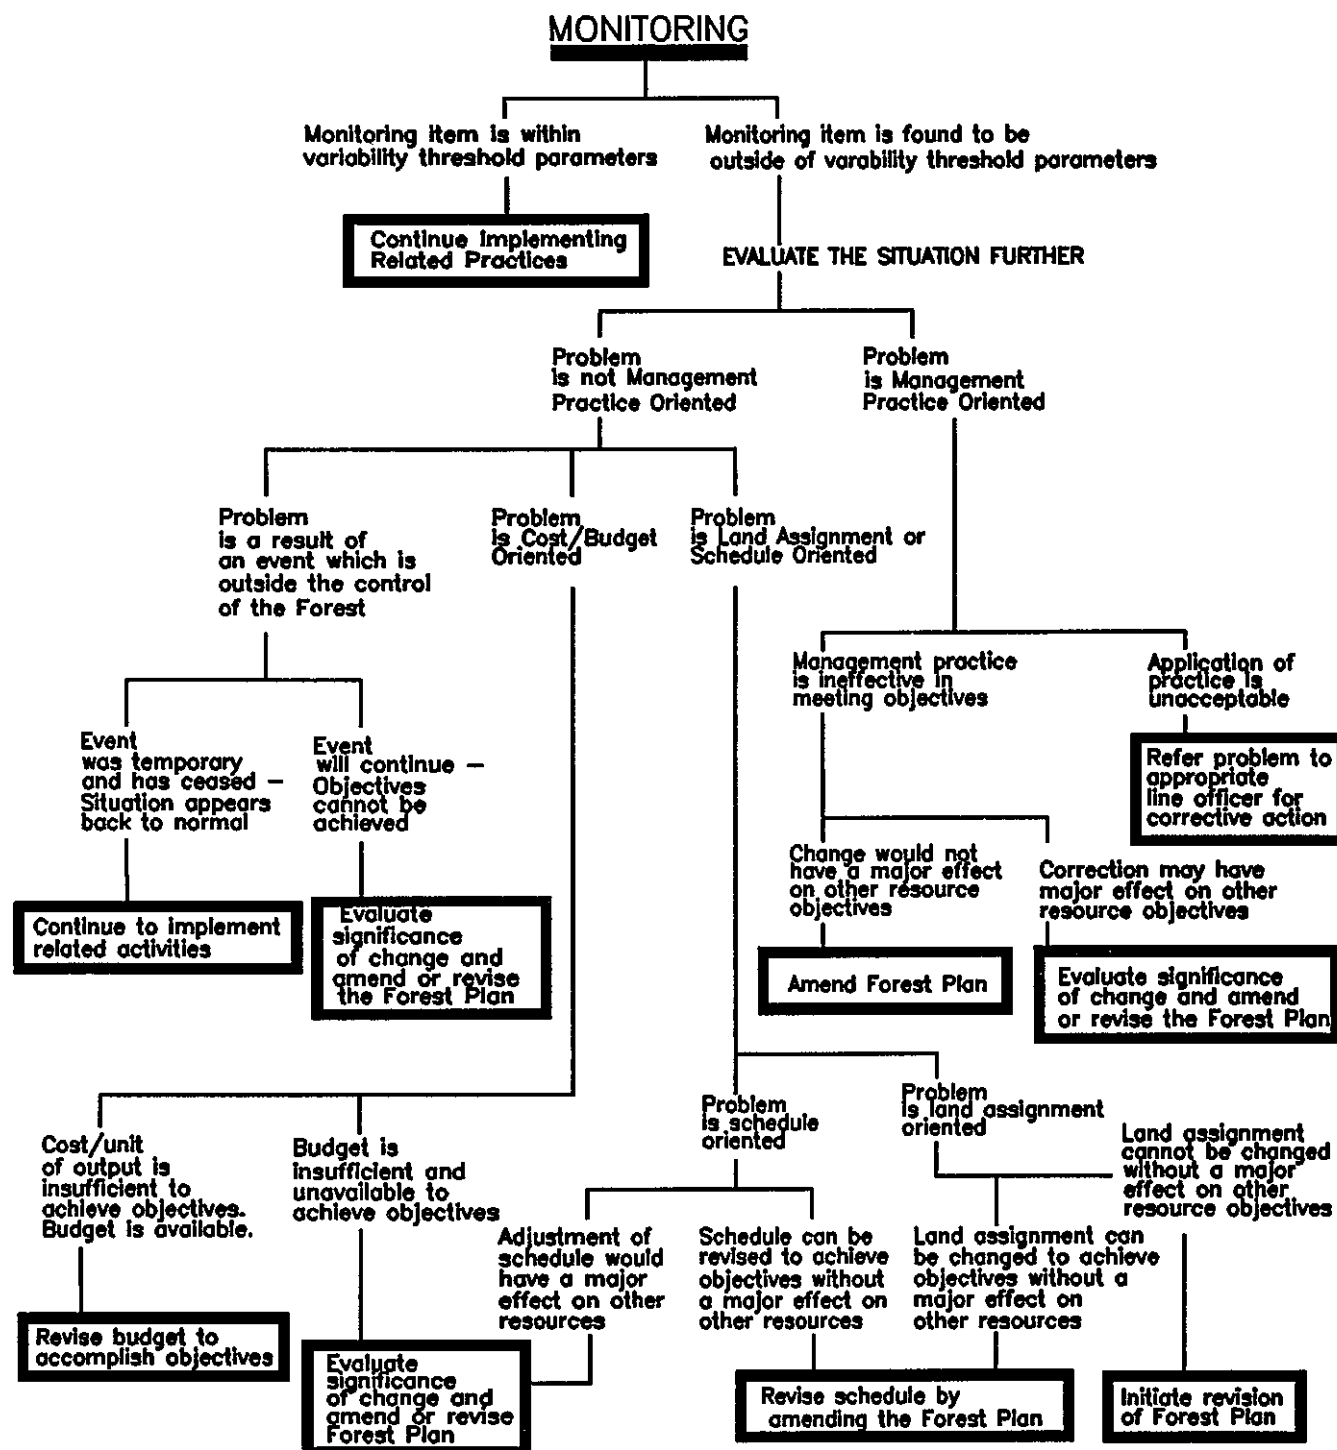 MONITORING
Monitoring item is within
variability threshold parameters
Monitoring item is found to be
outside of varability threshold parameters
Continue Implementing
Related Practices
EVALUATE THE SITUATION FURTHER
Problem
is not Management
Practice Oriented
Problem
is Management
Practice Oriented
Problem
is a result of
an event which is
outside the control
of the Forest
Problem
is Cost/Budget
Oriented
Problem
is Land Assignment or
Schedule Oriented
Management practice
is ineffective in
meeting objectives
Application of
practice is
unacceptable
Event
was temporary
and has ceased –
Situation appears
back to normal
Event
will continue –
Objectives
cannot be
achieved
Refer problem to
appropriate
line officer for
corrective action
Change would not
have a major effect
on other resource
objectives
Correction may have
major effect on other
resource objectives
Continue to implement
related activities
Evaluate
significance
of change and
amend or revise
the Forest Plan
Amend Forest Plan
Evaluate significance
of change and amend
or revise the Forest Plan
Problem
is schedule
oriented
Problem
is land assignment
oriented
Land assignment
cannot be changed
without a major
effect on other
resource objectives
Cost/unit
of output is
insufficient to
achieve objectives.
Budget is available.
Budget is
insufficient and
unavailable to
achieve objectives
Adjustment of
schedule would
have a major
effect on other
resources
Schedule can be
revised to achieve
objectives without
a major effect on
other resources
Land assignment can
be changed to achieve
objectives without a
major effect on
other resources
Revise budget to
accomplish objectives
Evaluate
significance
of change and
amend or revise
Forest Plan
Revise schedule by
amending the Forest Plan
Initiate revision
of Forest Plan